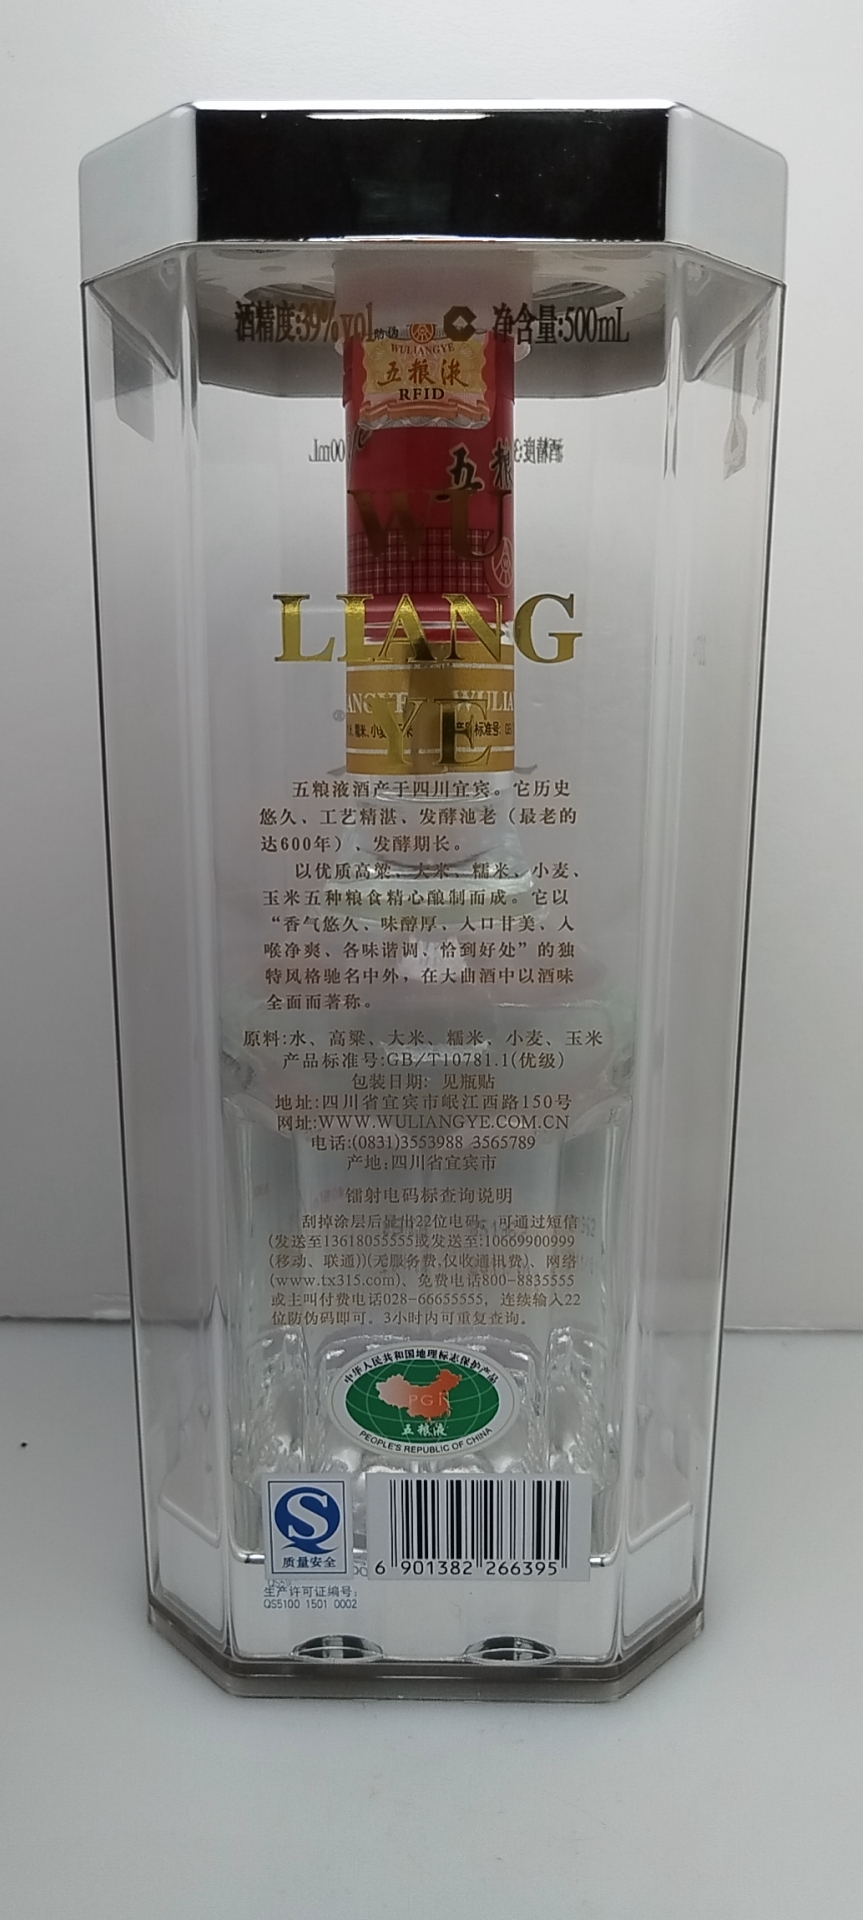 酒精度:39%vol
净含量:500mL
防伪
WULIANGYE
五粮液
RFID
五粮
WU
LIANG
YE
五粮液酒产于四川宜宾。它历史
悠久、工艺精湛、发酵池老（最老的
达600年）、发酵期长。
以优质高粱、大米、糯米、小麦、
玉米五种粮食精心酿制而成。它以
“香气悠久、味醇厚、入口甘美、入
喉净爽、各味谐调、恰到好处”的独
特风格驰名中外，在大曲酒中以酒味
全面而著称。
原料:水、高粱、大米、糯米、小麦、玉米
产品标准号:GB/T10781.1(优级)
包装日期: 见瓶贴
地址:四川省宜宾市岷江西路150号
网址:WWW.WULIANGYE.COM.CN
电话:(0831)3553988 3565789
产地:四川省宜宾市
镭射电码标查询说明
刮掉涂层后显出22位电码，可通过短信
(发送至13618055555或发送至:10669900999
(移动、联通))(无服务费,仅收通讯费)、网络
(www.tx315.com)、免费电话800-8835555
或主叫付费电话028-66655555，连续输入22
位防伪码即可。3小时内可重复查询。
中华人民共和国地理标志保护产品
PGI
五粮液
PEOPLE'S REPUBLIC OF CHINA
质量安全
6 901382 266395
生产许可证编号:
QS5100 1501 0002